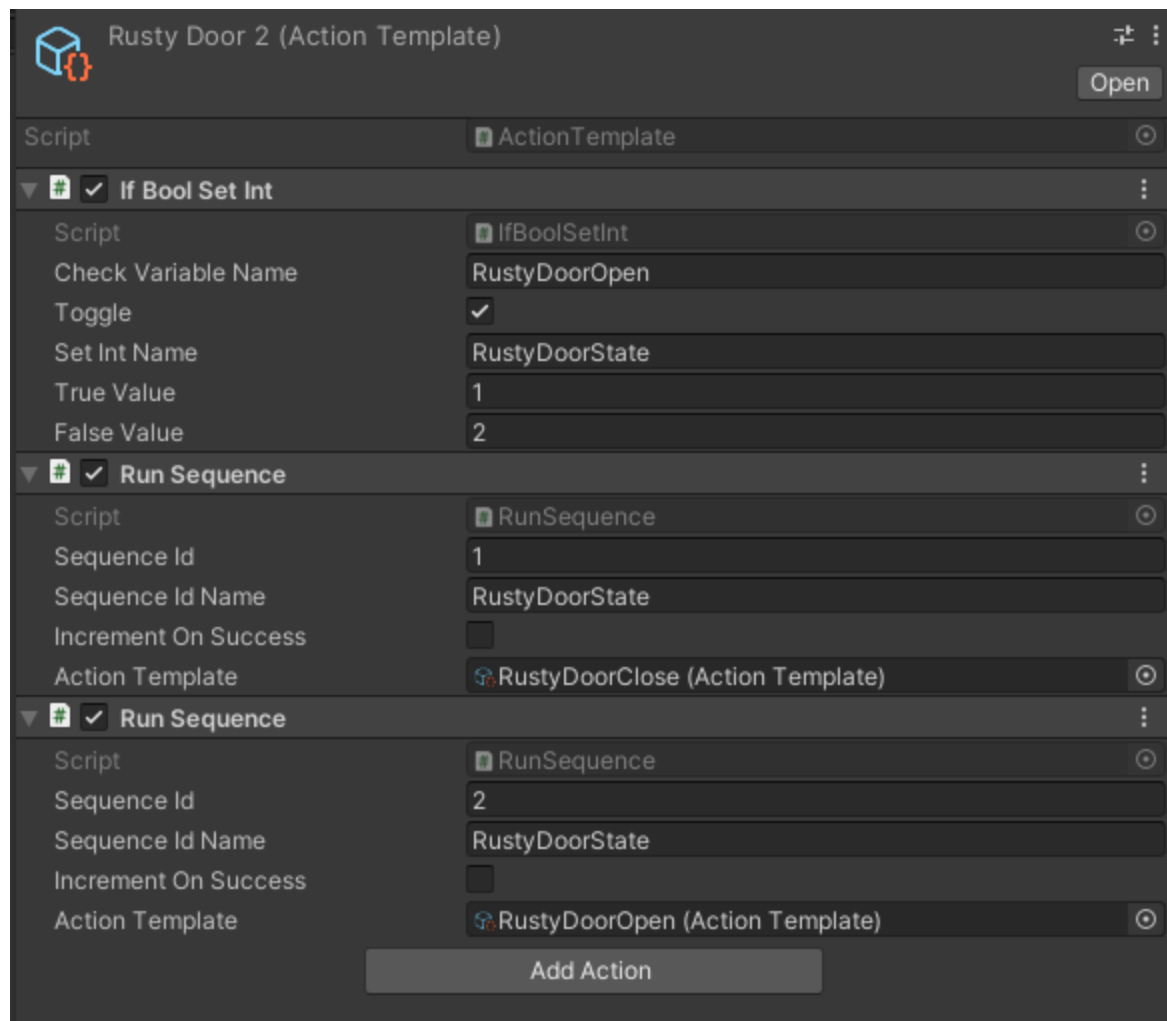 Rusty Door 2 (Action Template)
Open
Script ActionTemplate
If Bool Set Int
Script IfBoolSetInt
Check Variable Name RustyDoorOpen
Toggle
Set Int Name RustyDoorState
True Value 1
False Value 2
Run Sequence
Script RunSequence
Sequence Id 1
Sequence Id Name RustyDoorState
Increment On Success
Action Template RustyDoorClose (Action Template)
Run Sequence
Script RunSequence
Sequence Id 2
Sequence Id Name RustyDoorState
Increment On Success
Action Template RustyDoorOpen (Action Template)
Add Action